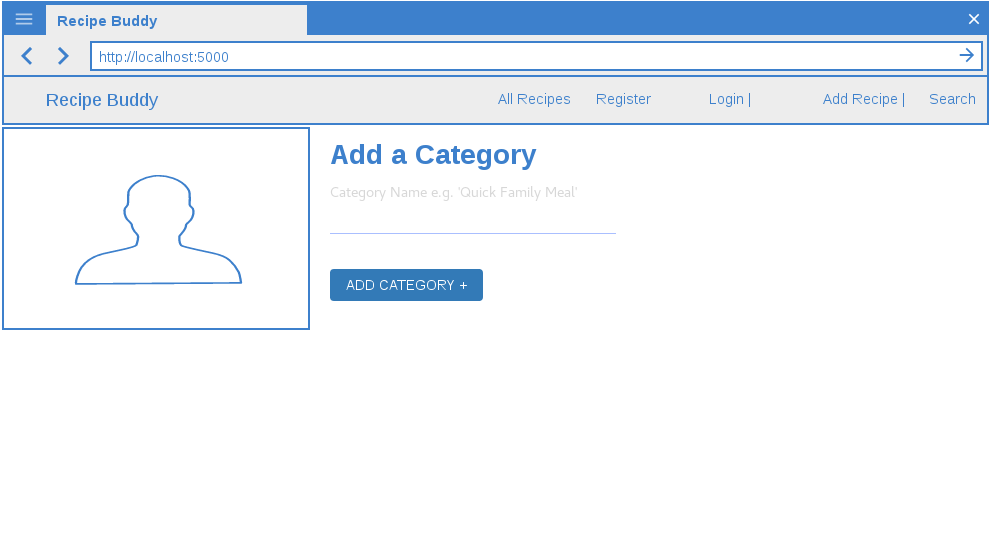 Recipe Buddy
http://localhost:5000
Recipe Buddy All Recipes Register Login | Add Recipe | Search
Add a Category
Category Name e.g. 'Quick Family Meal'
ADD CATEGORY +